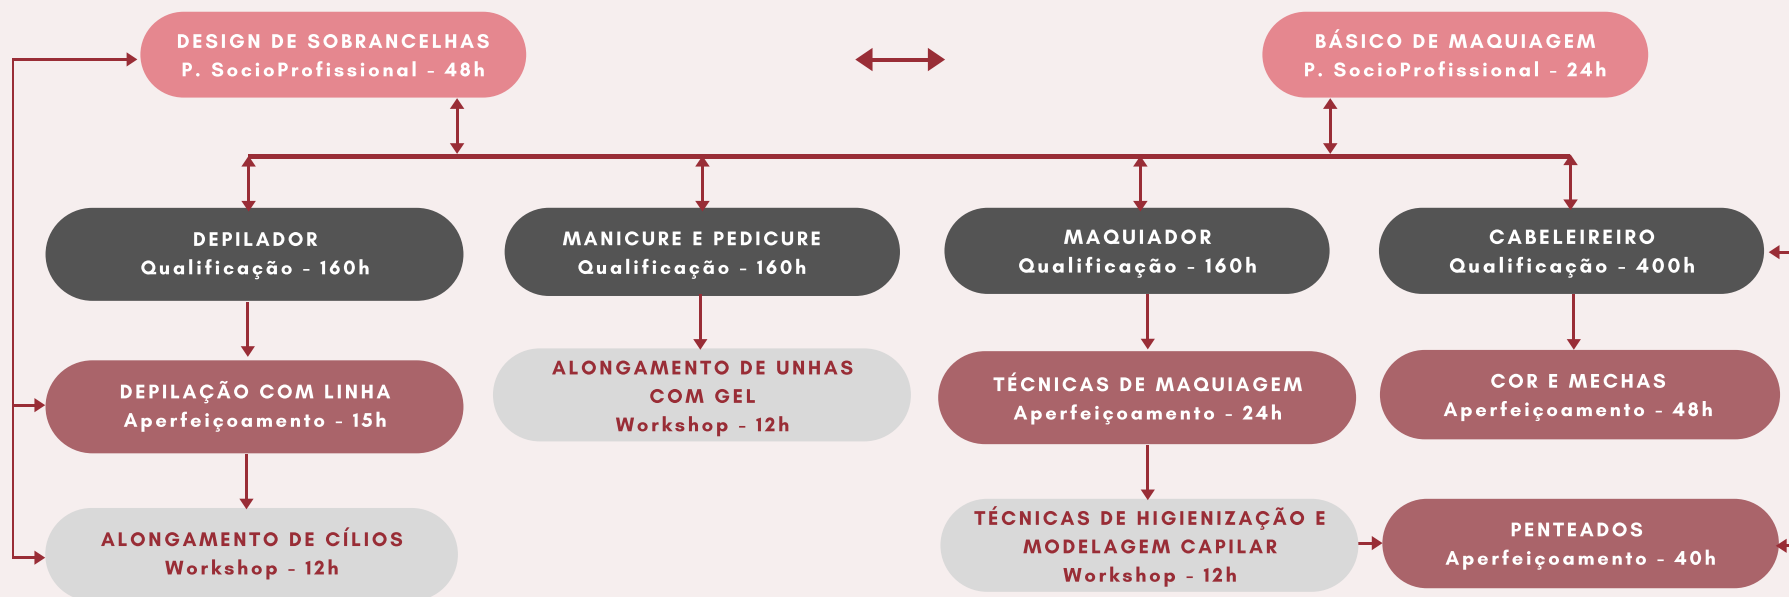 DESIGN DE SOBRANCELHAS
P. SocioProfissional - 48h
BÁSICO DE MAQUIAGEM
P. SocioProfissional - 24h
DEPILADOR
Qualificação - 160h
MANICURE E PEDICURE
Qualificação - 160h
MAQUIADOR
Qualificação - 160h
CABELEIREIRO
Qualificação - 400h
DEPILAÇÃO COM LINHA
Aperfeiçoamento - 15h
ALONGAMENTO DE UNHAS
COM GEL
Workshop - 12h
TÉCNICAS DE MAQUIAGEM
Aperfeiçoamento - 24h
COR E MECHAS
Aperfeiçoamento - 48h
ALONGAMENTO DE CÍLIOS
Workshop - 12h
TÉCNICAS DE HIGIENIZAÇÃO E
MODELAGEM CAPILAR
Workshop - 12h
PENTEADOS
Aperfeiçoamento - 40h